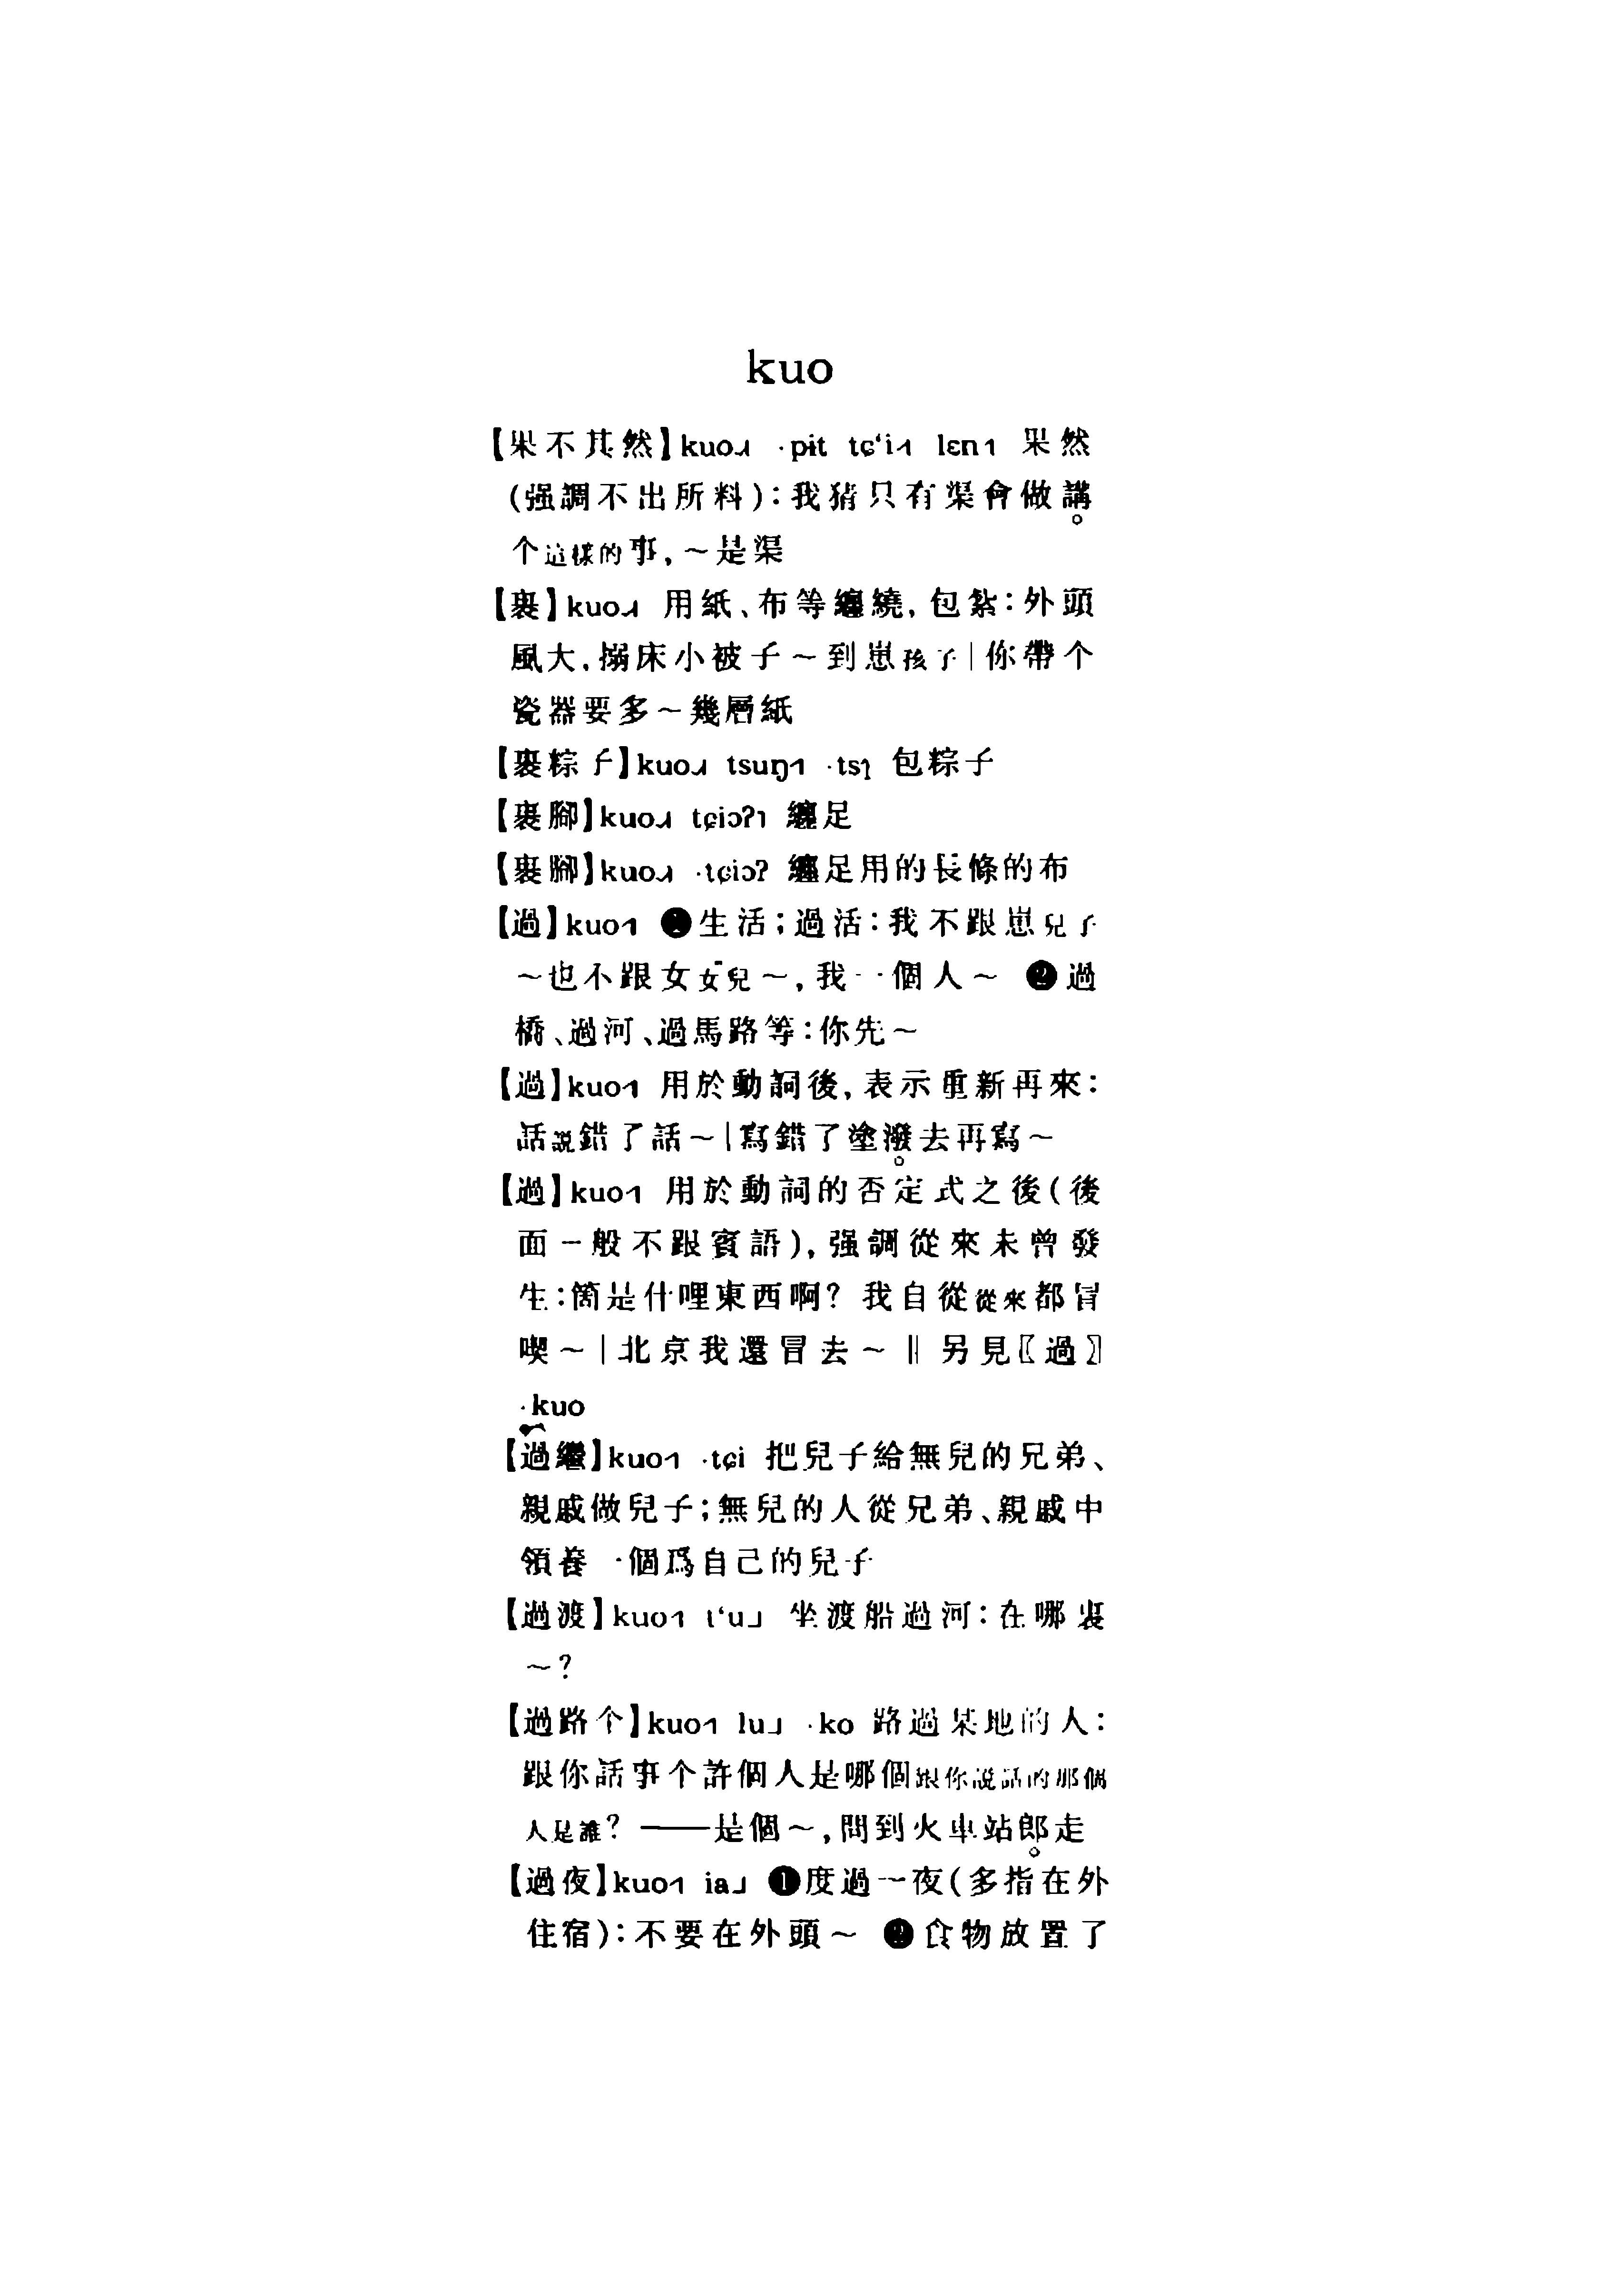 kuo
【果不其然】kuo˩˧ ·pɨt tɕ‘i˧˥ lɛn˧˥ 果然
(强調不出所料)：我猜只有渠會做講
个這樣的事，～是渠
【裹】kuo˩˧ 用紙、布等纏繞，包紮：外頭
風大，搦床小被子～到崽孩子|你帶个
瓷器要多～幾層紙
【裹粽子】kuo˩˧ tsuŋ˧˥ ·tsɿ 包粽子
【裹腳】kuo˩˧ tɕiɔʔ˥ 纏足
【裹腳】kuo˩˧ ·tɕiɔʔ 纏足用的長條的布
【過】kuo˧˥ ❶生活；過活：我不跟崽兒子
～也不跟女女兒～，我一個人～ ❷過
橋、過河、過馬路等：你先～
【過】kuo˧˥ 用於動詞後，表示重新再來：
話説錯了話～|寫錯了塗潑去再寫～
【過】kuo˧˥ 用於動詞的否定式之後(後
面一般不跟賓語)，强調從來未曾發
生：箇是什哩東西啊？我自從從來都冒
喫～|北京我還冒去～‖另見〖過〗
·kuo
【過繼】kuo˧˥ ·tɕi 把兒子給無兒的兄弟、
親戚做兒子；無兒的人從兄弟、親戚中
領養一個爲自己的兒子
【過渡】kuo˧˥ t‘u˩ 坐渡船過河：在哪裏
～？
【過路个】kuo˧˥ lu˩ ·ko 路過某地的人：
跟你話事个許個人是哪個跟你説話的那個
人是誰？——是個～，問到火車站郎走
【過夜】kuo˧˥ ia˩ ❶度過一夜(多指在外
住宿)：不要在外頭～ ❷食物放置了